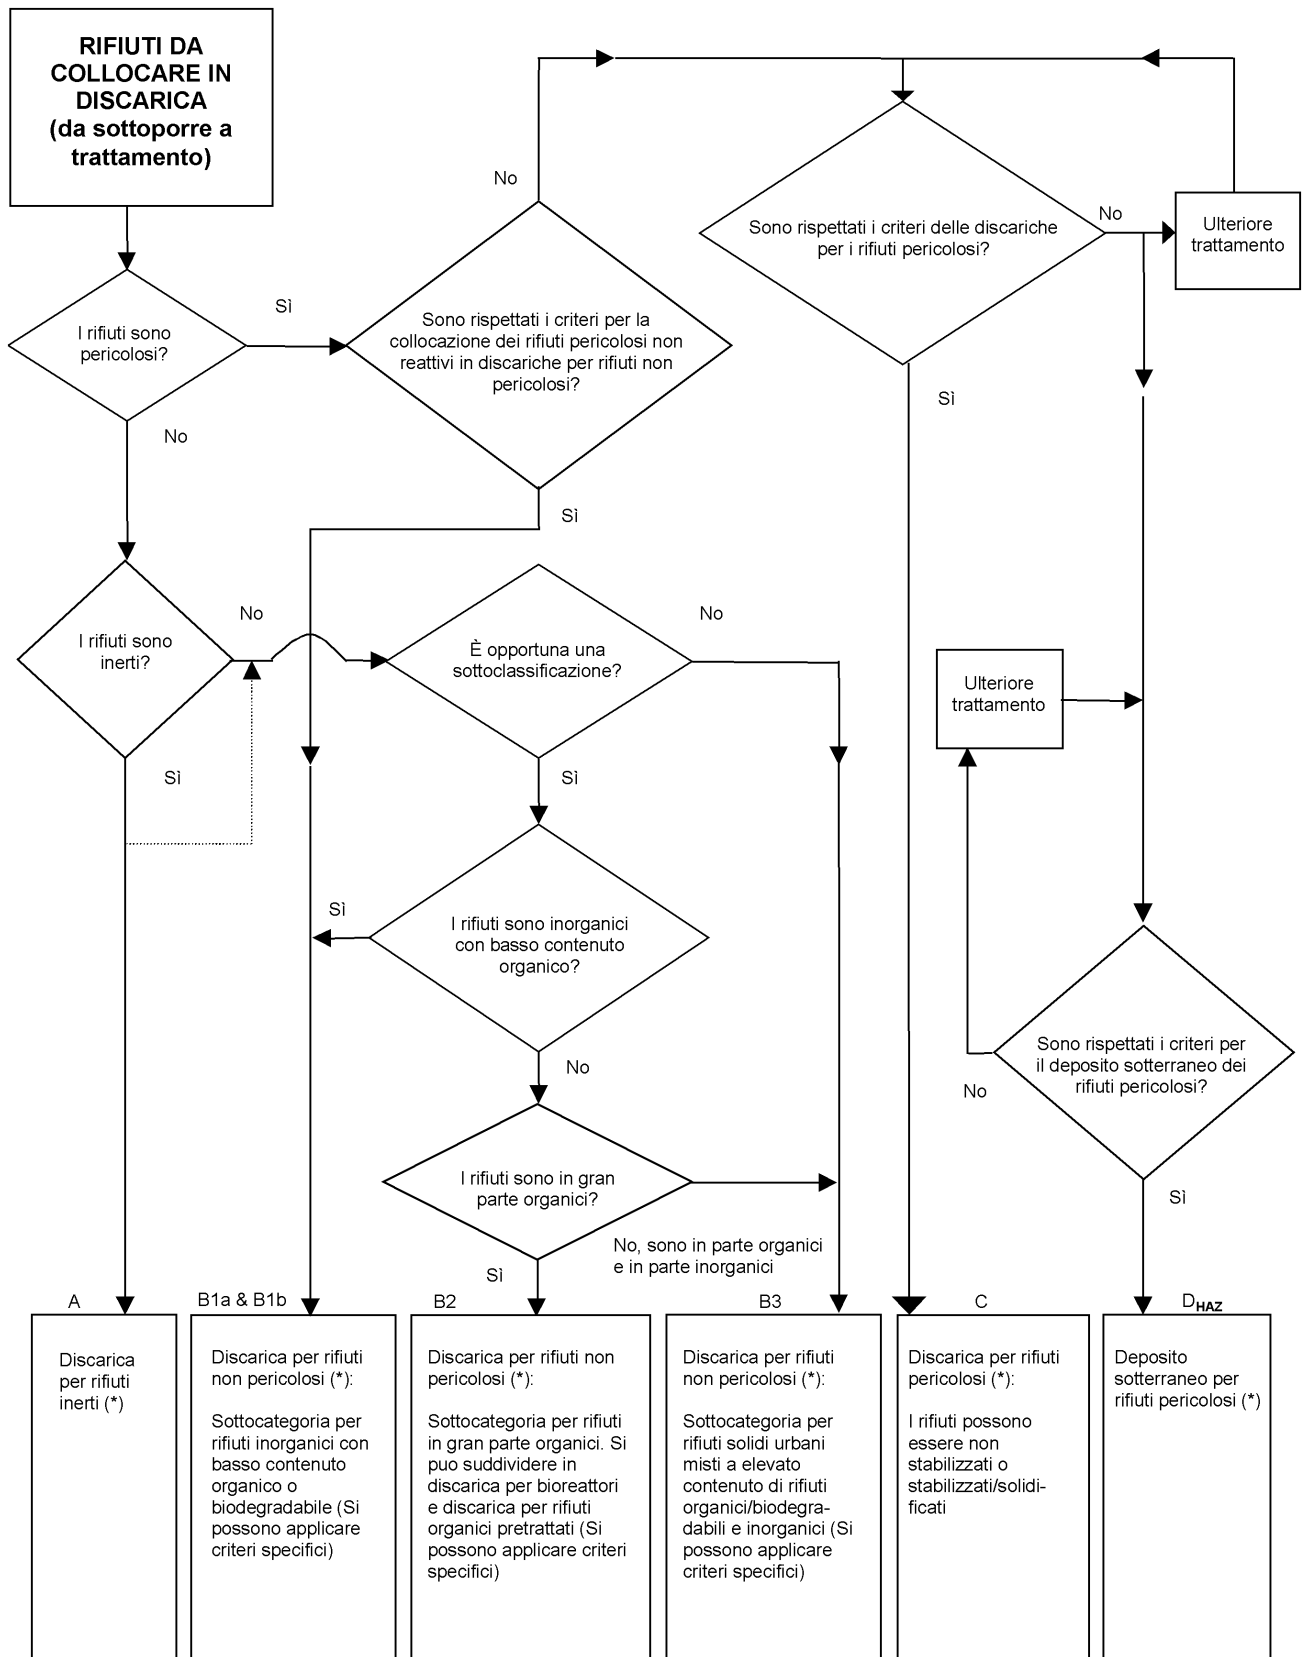 RIFIUTI DA
COLLOCARE IN
DISCARICA
(da sottoporre a
trattamento)
No
Sono rispettati i criteri delle discariche
per i rifiuti pericolosi?
No
Ulteriore
trattamento
I rifiuti sono
pericolosi?
Sì
Sono rispettati i criteri per la
collocazione dei rifiuti pericolosi non
reattivi in discariche per rifiuti non
pericolosi?
Sì
No
Sì
I rifiuti sono
inerti?
No
È opportuna una
sottoclassificazione?
No
Ulteriore
trattamento
Sì
Sì
Sì
I rifiuti sono inorganici
con basso contenuto
organico?
No
Sono rispettati i criteri per
il deposito sotterraneo dei
rifiuti pericolosi?
No
I rifiuti sono in gran
parte organici?
Sì
No, sono in parte organici
e in parte inorganici
Sì
A
Discarica
per rifiuti
inerti (*)
B1a & B1b
Discarica per rifiuti
non pericolosi (*):
Sottocategoria per
rifiuti inorganici con
basso contenuto
organico o
biodegradabile (Si
possono applicare
criteri specifici)
B2
Discarica per rifiuti non
pericolosi (*):
Sottocategoria per rifiuti
in gran parte organici. Si
puo suddividere in
discarica per bioreattori
e discarica per rifiuti
organici pretrattati (Si
possono applicare criteri
specifici)
B3
Discarica per rifiuti
non pericolosi (*):
Sottocategoria per
rifiuti solidi urbani
misti a elevato
contenuto di rifiuti
organici/biodegra-
dabili e inorganici (Si
possono applicare
criteri specifici)
C
Discarica per rifiuti
pericolosi (*):
I rifiuti possono
essere non
stabilizzati o
stabilizzati/solidi-
ficati
DHAZ
Deposito
sotterraneo per
rifiuti pericolosi (*)